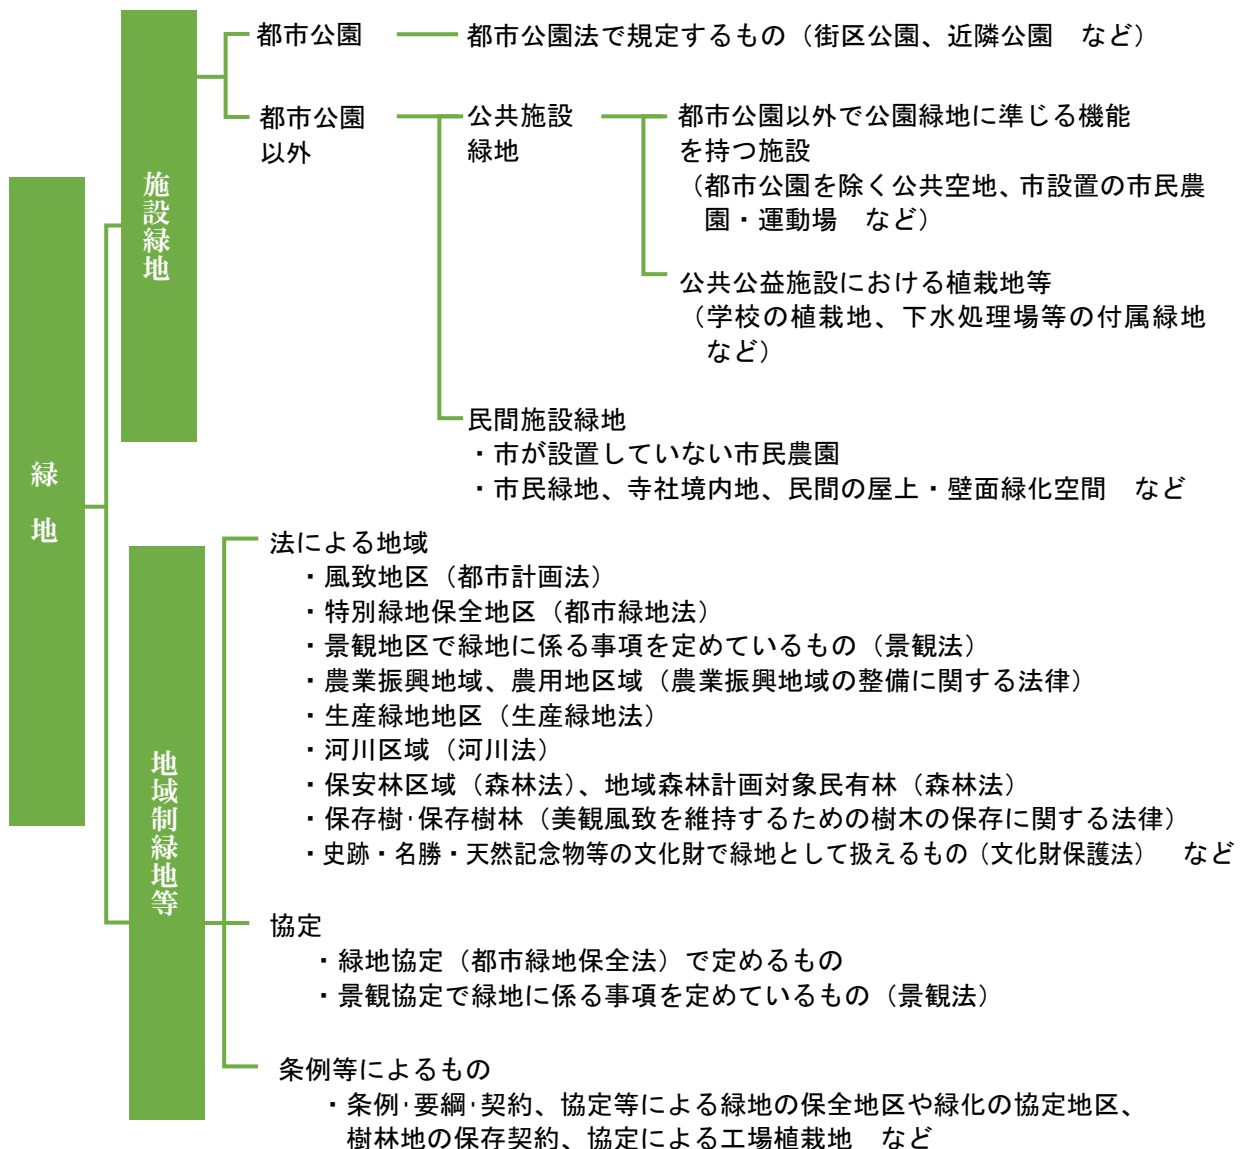 緑地
施設緑地
都市公園
都市公園法で規定するもの（街区公園、近隣公園　など）
都市公園
以外
公共施設
緑地
都市公園以外で公園緑地に準じる機能
を持つ施設
（都市公園を除く公共空地、市設置の市民農
園・運動場　など）
公共公益施設における植栽地等
（学校の植栽地、下水処理場等の付属緑地
など）
民間施設緑地
・市が設置していない市民農園
・市民緑地、寺社境内地、民間の屋上・壁面緑化空間　など
地域制緑地等
法による地域
・風致地区（都市計画法）
・特別緑地保全地区（都市緑地法）
・景観地区で緑地に係る事項を定めているもの（景観法）
・農業振興地域、農用地区域（農業振興地域の整備に関する法律）
・生産緑地地区（生産緑地法）
・河川区域（河川法）
・保安林区域（森林法）、地域森林計画対象民有林（森林法）
・保存樹･保存樹林（美観風致を維持するための樹木の保存に関する法律）
・史跡・名勝・天然記念物等の文化財で緑地として扱えるもの（文化財保護法）　など
協定
・緑地協定（都市緑地保全法）で定めるもの
・景観協定で緑地に係る事項を定めているもの（景観法）
条例等によるもの
・条例･要綱･契約、協定等による緑地の保全地区や緑化の協定地区、
樹林地の保存契約、協定による工場植栽地　など